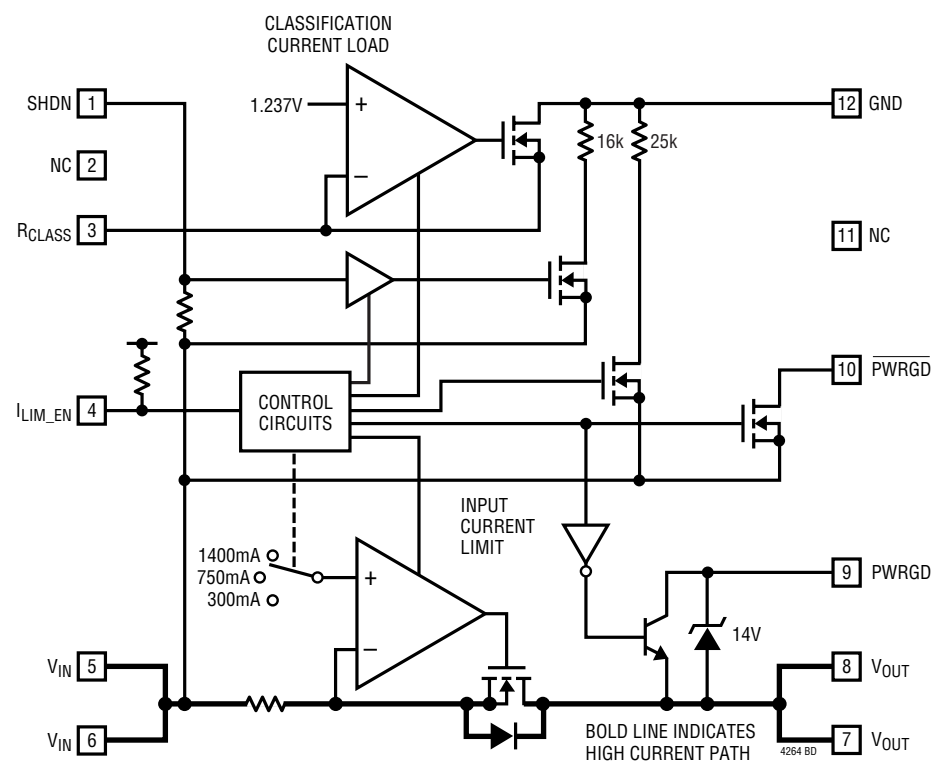 CLASSIFICATION
CURRENT LOAD
SHDN 1
1.237V
+
–
16k
25k
12 GND
NC 2
RCLASS 3
11 NC
ILIM_EN 4
CONTROL
CIRCUITS
10 PWRGD
INPUT
CURRENT
LIMIT
1400mA
750mA
300mA
+
–
9 PWRGD
14V
VIN 5
8 VOUT
VIN 6
BOLD LINE INDICATES
HIGH CURRENT PATH
4264 BD
7 VOUT